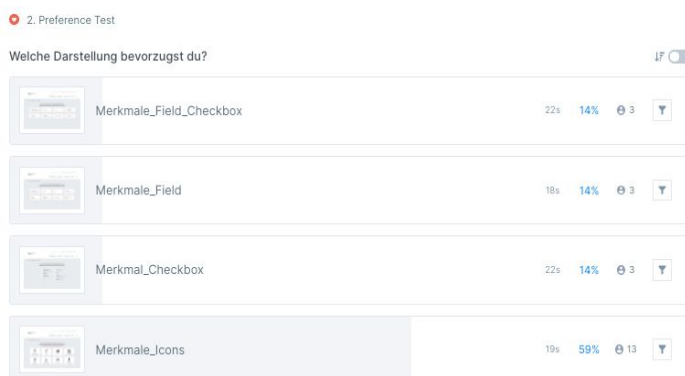 2. Preference Test
Welche Darstellung bevorzugst du?
Merkmale_Field_Checkbox 22s 14% 3
Merkmale_Field 18s 14% 3
Merkmal_Checkbox 22s 14% 3
Merkmale_Icons 19s 59% 13